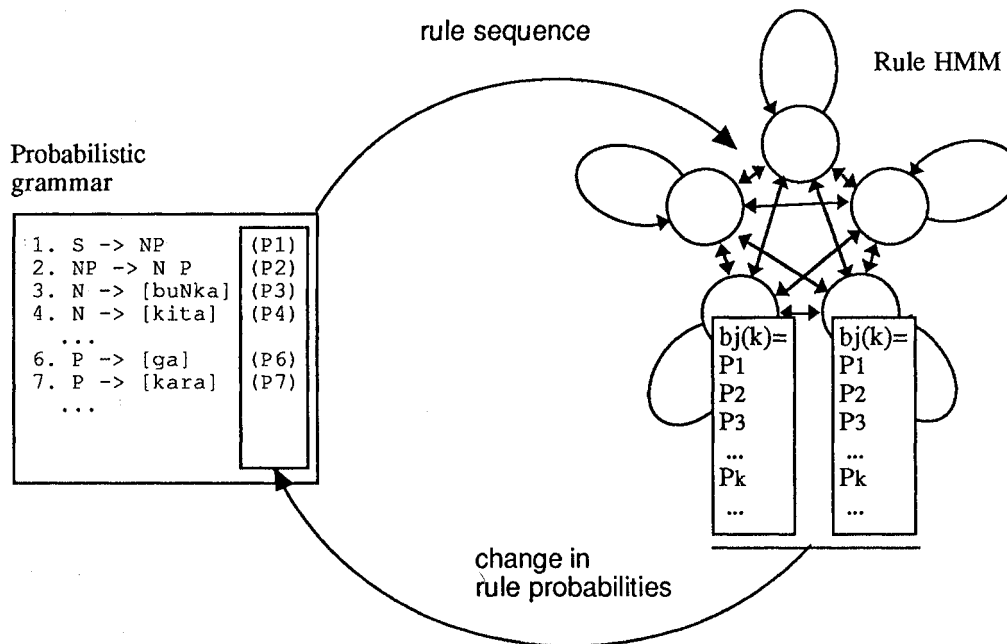 rule sequence
Rule HMM
Probabilistic
grammar
1. S -> NP (P1)
2. NP -> N P (P2)
3. N -> [buNka] (P3)
4. N -> [kita] (P4)
...
6. P -> [ga] (P6)
7. P -> [kara] (P7)
...
bj(k)=
P1
P2
P3
...
Pk
...
bj(k)=
P1
P2
P3
...
Pk
...
change in
rule probabilities